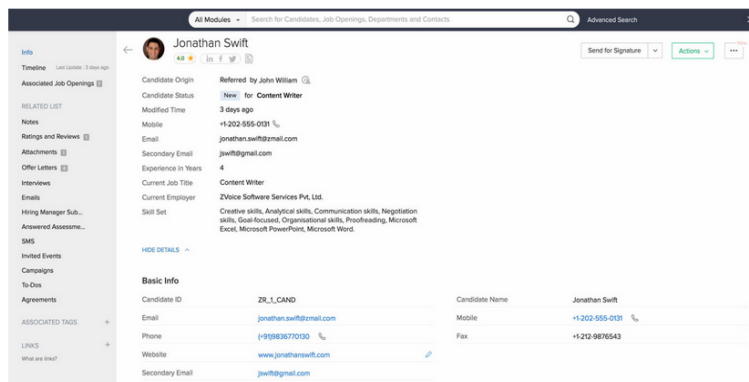 All Modules
Search for Candidates, Job Openings, Departments and Contacts
Advanced Search
Info
Timeline Last Update : 3 days ago
Associated Job Openings
RELATED LIST
Notes
Ratings and Reviews
Attachments
Offer Letters
Interviews
Emails
Hiring Manager Sub...
Answered Assessme...
SMS
Invited Events
Campaigns
To-Dos
Agreements
ASSOCIATED TAGS +
LINKS +
What are links?
Jonathan Swift
4.0
in f
Send for Signature
Actions
Candidate Origin Referred by John William
Candidate Status New for Content Writer
Modified Time 3 days ago
Mobile +1-202-555-0131
Email jonathan.swift@zmail.com
Secondary Email jswift@gmail.com
Experience in Years 4
Current Job Title Content Writer
Current Employer ZVoice Software Services Pvt, Ltd.
Skill Set Creative skills, Analytical skills, Communication skills, Negotiation
skills, Goal-focused, Organisational skills, Proofreading, Microsoft
Excel, Microsoft PowerPoint, Microsoft Word.
HIDE DETAILS
Basic Info
Candidate ID ZR_1_CAND Candidate Name Jonathan Swift
Email jonathan.swift@zmail.com Mobile +1-202-555-0131
Phone (+91)9836770130 Fax +1-212-9876543
Website www.jonathanswift.com
Secondary Email jswift@gmail.com